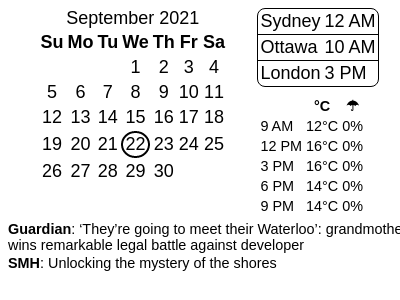 September 2021
Su Mo Tu We Th Fr Sa
1 2 3 4
5 6 7 8 9 10 11
12 13 14 15 16 17 18
19 20 21 22 23 24 25
26 27 28 29 30
Sydney 12 AM
Ottawa 10 AM
London 3 PM
°C ☂
9 AM 12°C 0%
12 PM 16°C 0%
3 PM 16°C 0%
6 PM 14°C 0%
9 PM 14°C 0%
Guardian: ‘They’re going to meet their Waterloo’: grandmothe
wins remarkable legal battle against developer
SMH: Unlocking the mystery of the shores